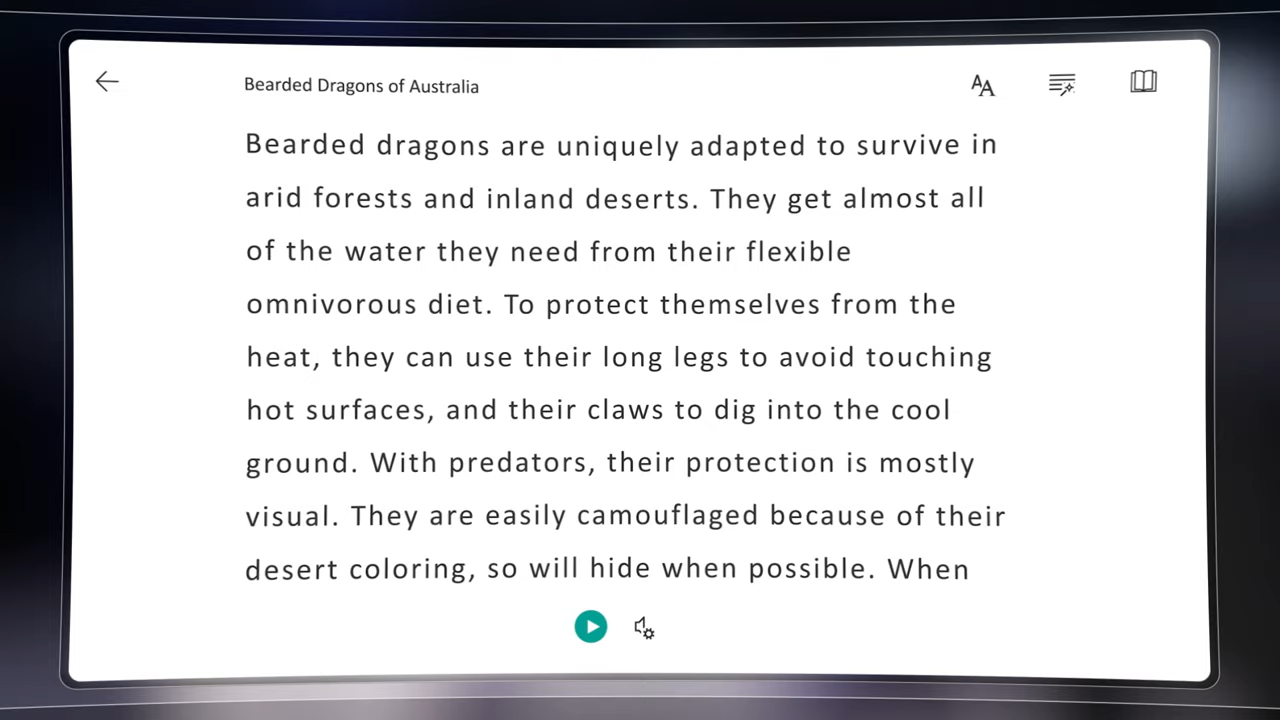 Bearded Dragons of Australia
Bearded dragons are uniquely adapted to survive in
arid forests and inland deserts. They get almost all
of the water they need from their flexible
omnivorous diet. To protect themselves from the
heat, they can use their long legs to avoid touching
hot surfaces, and their claws to dig into the cool
ground. With predators, their protection is mostly
visual. They are easily camouflaged because of their
desert coloring, so will hide when possible. When